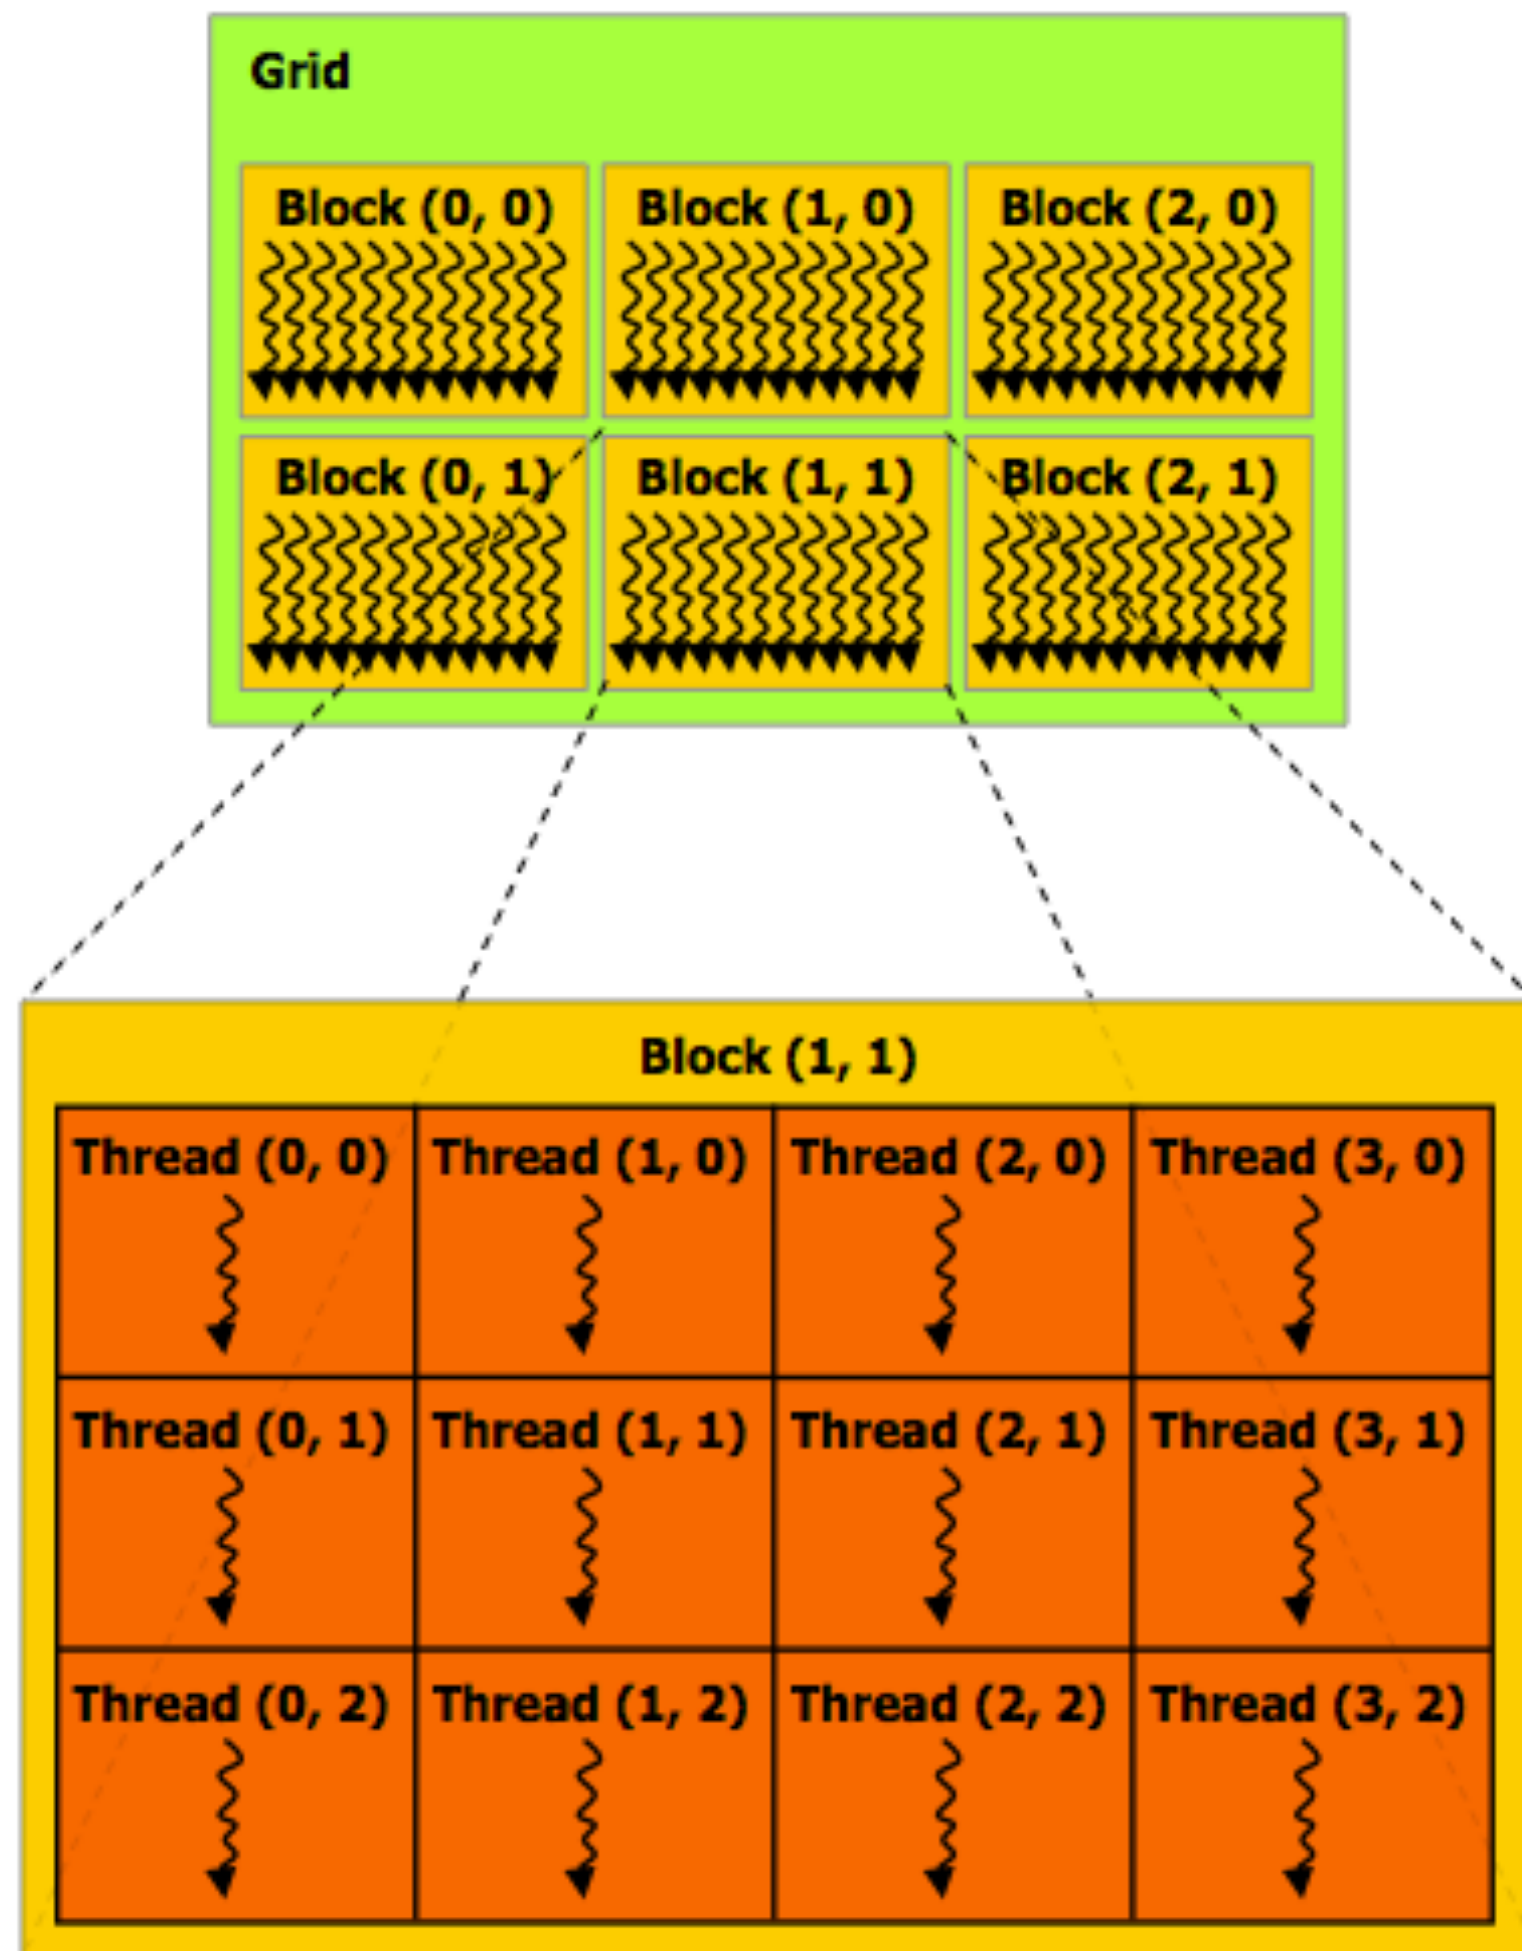 Grid
Block (0, 0) Block (1, 0) Block (2, 0)
Block (0, 1) Block (1, 1) Block (2, 1)
Block (1, 1)
Thread (0, 0) Thread (1, 0) Thread (2, 0) Thread (3, 0)
Thread (0, 1) Thread (1, 1) Thread (2, 1) Thread (3, 1)
Thread (0, 2) Thread (1, 2) Thread (2, 2) Thread (3, 2)